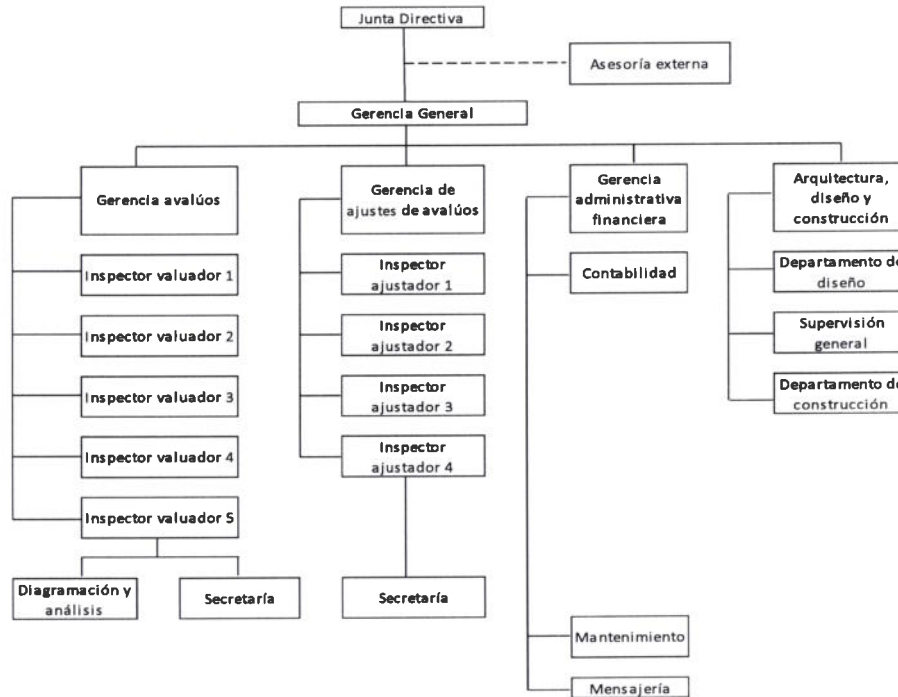 Junta Directiva
Asesoría externa
Gerencia General
Gerencia avalúos
Gerencia de
ajustes de avalúos
Gerencia
administrativa
financiera
Arquitectura,
diseño y
construcción
Inspector valuador 1
Inspector
ajustador 1
Contabilidad
Departamento de
diseño
Inspector valuador 2
Inspector
ajustador 2
Supervisión
general
Inspector valuador 3
Inspector
ajustador 3
Departamento de
construcción
Inspector valuador 4
Inspector
ajustador 4
Inspector valuador 5
Diagramación y
análisis
Secretaría
Secretaría
Mantenimiento
Mensajería